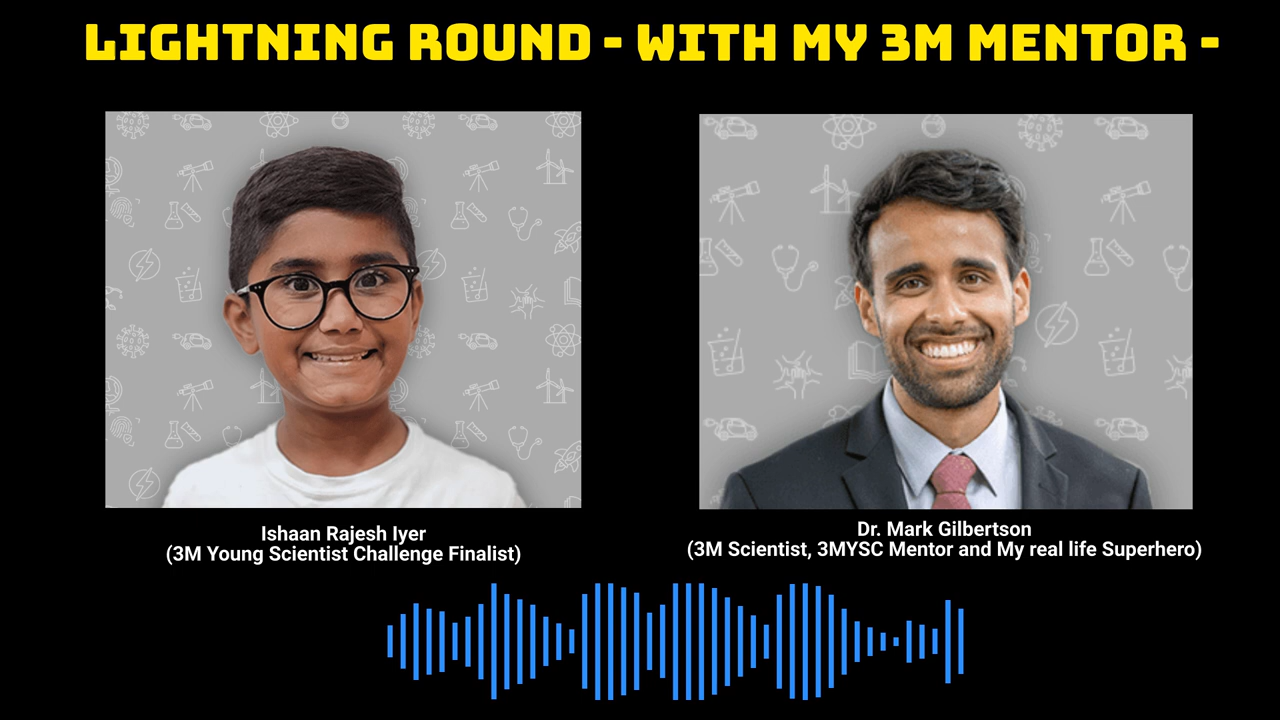 LIGHTNING ROUND - WITH MY 3M MENTOR -
Ishaan Rajesh Iyer
(3M Young Scientist Challenge Finalist)
Dr. Mark Gilbertson
(3M Scientist, 3MYSC Mentor and My real life Superhero)